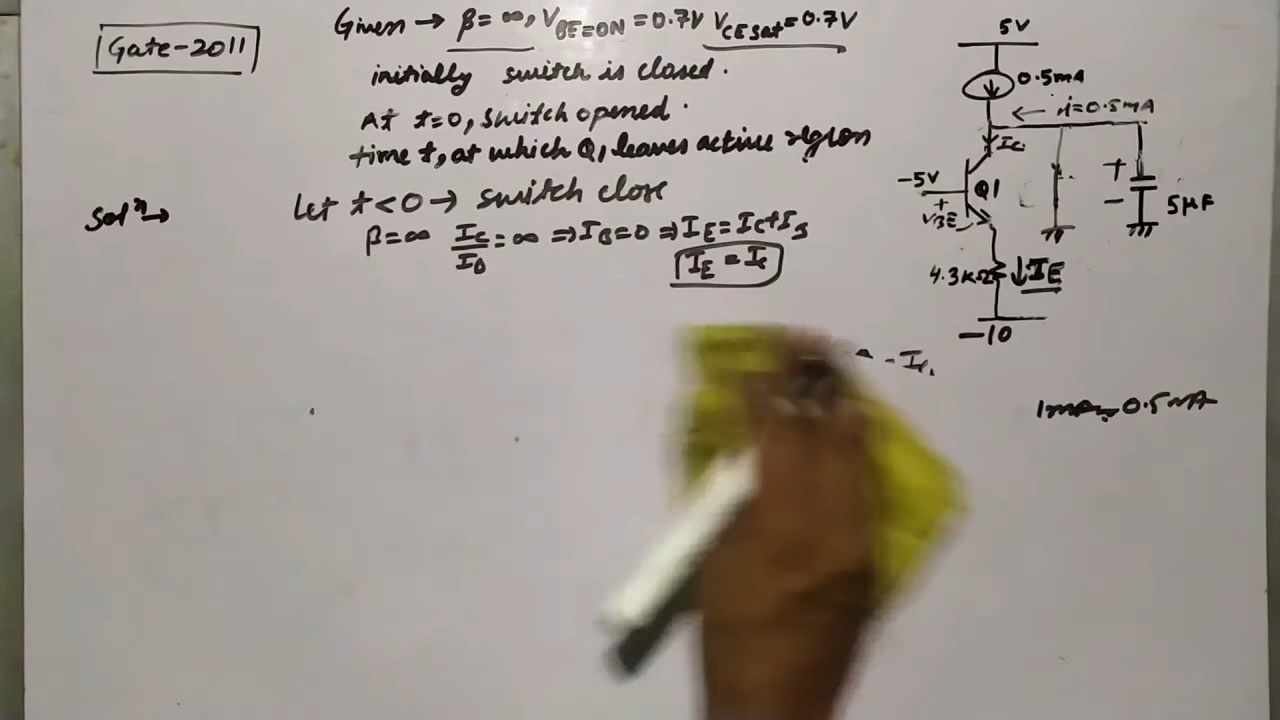 Gate-2011
Given → β = ∞, VBE=ON = 0.7V VCEsat = 0.7V
initially switch is closed.
At t=0, switch opened.
time t, at which Q1 leaves active region
Soln →
Let t<0 → switch close
β=∞ IC/IB = ∞ ⇒ IB=0 ⇒ IE = IC+IB
IE = IC
5V
0.5mA
← i=0.5mA
IC
-5V
Q1
+
VBE
-
+
-
5μF
4.3kΩ
↓IE
-10
1mA - 0.5mA